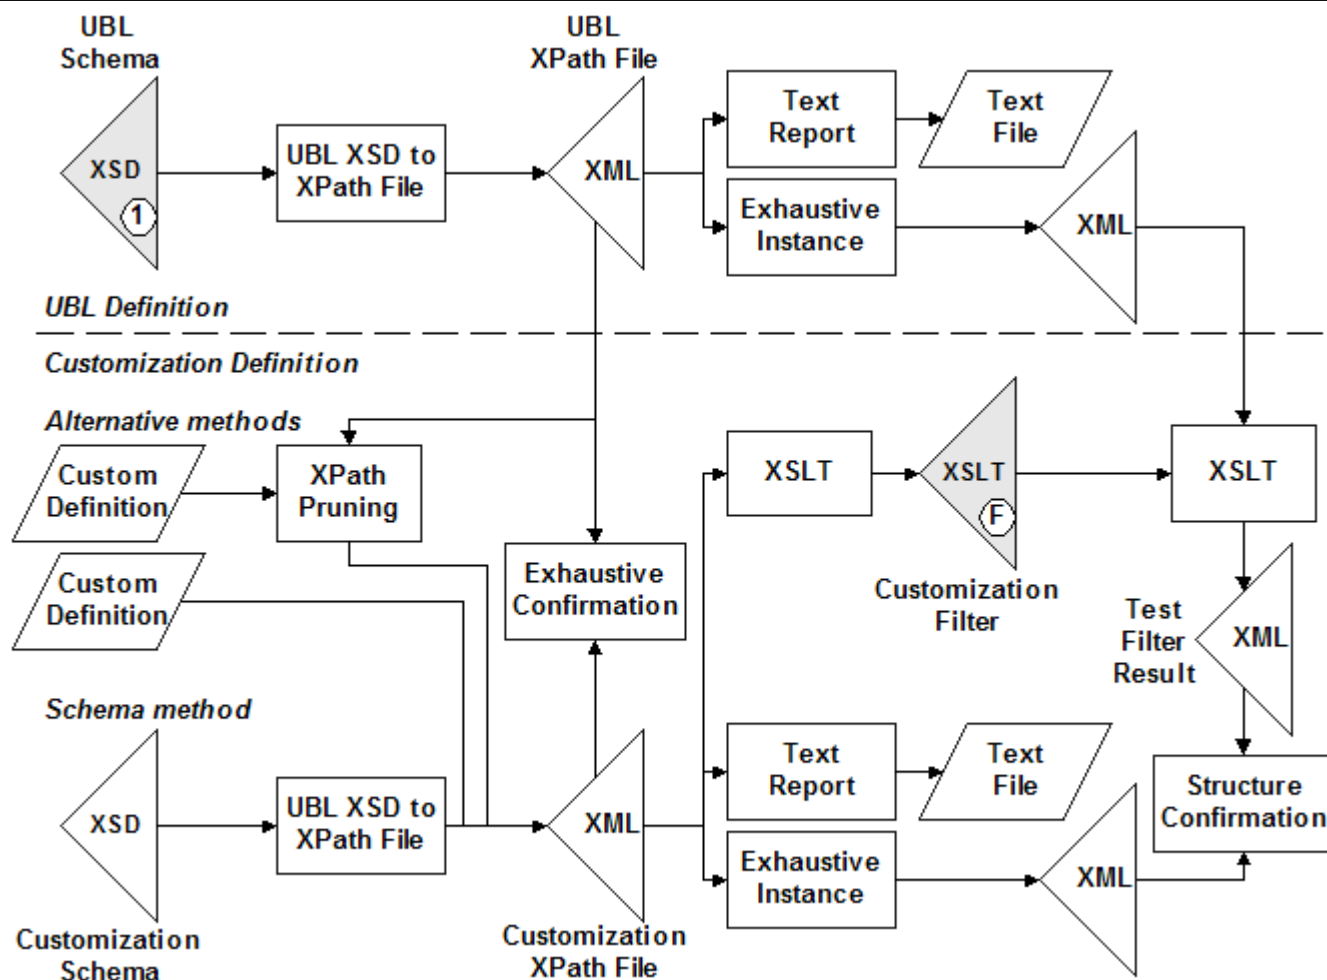 UBL
Schema
UBL
XPath File
XSD
1
UBL XSD to
XPath File
XML
Text
Report
Text
File
Exhaustive
Instance
XML
UBL Definition
Customization Definition
Alternative methods
Custom
Definition
XPath
Pruning
Custom
Definition
Exhaustive
Confirmation
XSLT
XSLT
F
Customization
Filter
XSLT
Test
Filter
Result
XML
Schema method
XSD
Customization
Schema
UBL XSD to
XPath File
XML
Customization
XPath File
Text
Report
Text
File
Exhaustive
Instance
XML
Structure
Confirmation